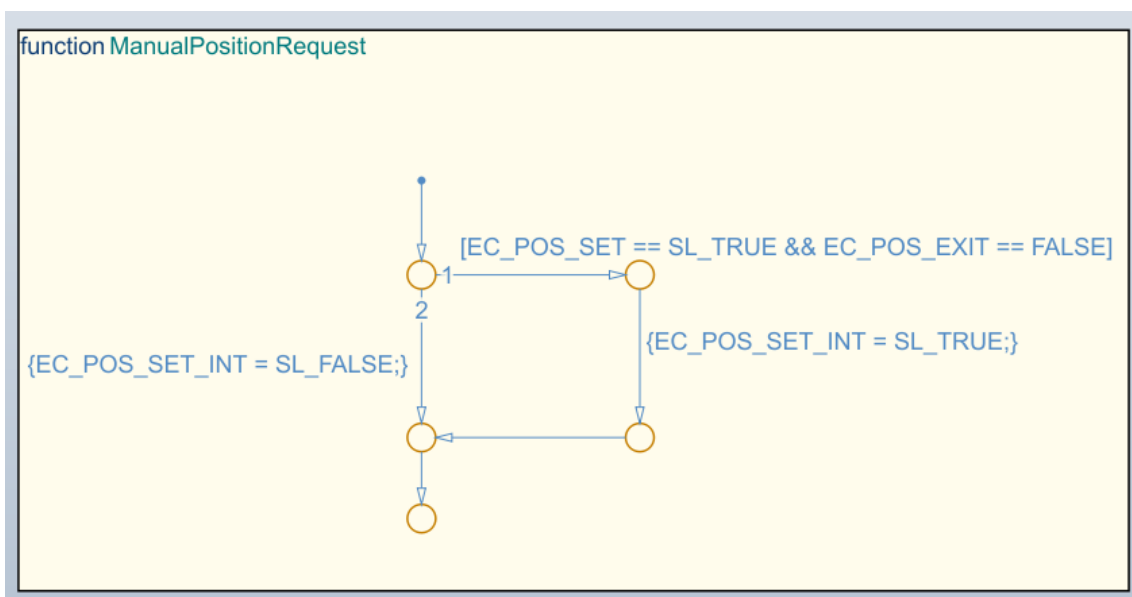 function ManualPositionRequest
[EC_POS_SET == SL_TRUE && EC_POS_EXIT == FALSE]
1
2
{EC_POS_SET_INT = SL_TRUE;}
{EC_POS_SET_INT = SL_FALSE;}